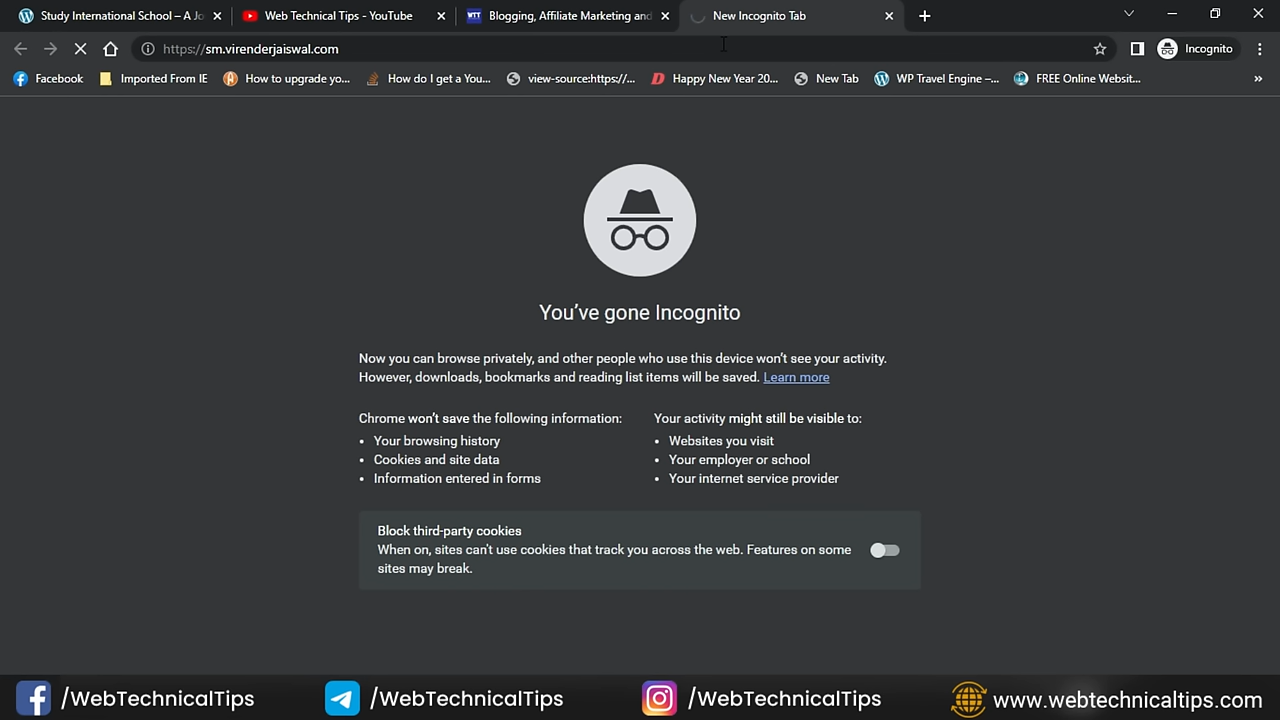 Study International School – A Jo
Web Technical Tips - YouTube
WTT Blogging, Affiliate Marketing and
New Incognito Tab
https://sm.virenderjaiswal.com
Incognito
Facebook
Imported From IE
How to upgrade yo...
How do I get a You...
view-source:https://...
Happy New Year 20...
New Tab
WP Travel Engine –...
FREE Online Websit...
You’ve gone Incognito
Now you can browse privately, and other people who use this device won’t see your activity.
However, downloads, bookmarks and reading list items will be saved. Learn more
Chrome won’t save the following information:
• Your browsing history
• Cookies and site data
• Information entered in forms
Your activity might still be visible to:
• Websites you visit
• Your employer or school
• Your internet service provider
Block third-party cookies
When on, sites can't use cookies that track you across the web. Features on some
sites may break.
/WebTechnicalTips
/WebTechnicalTips
/WebTechnicalTips
www.webtechnicaltips.com